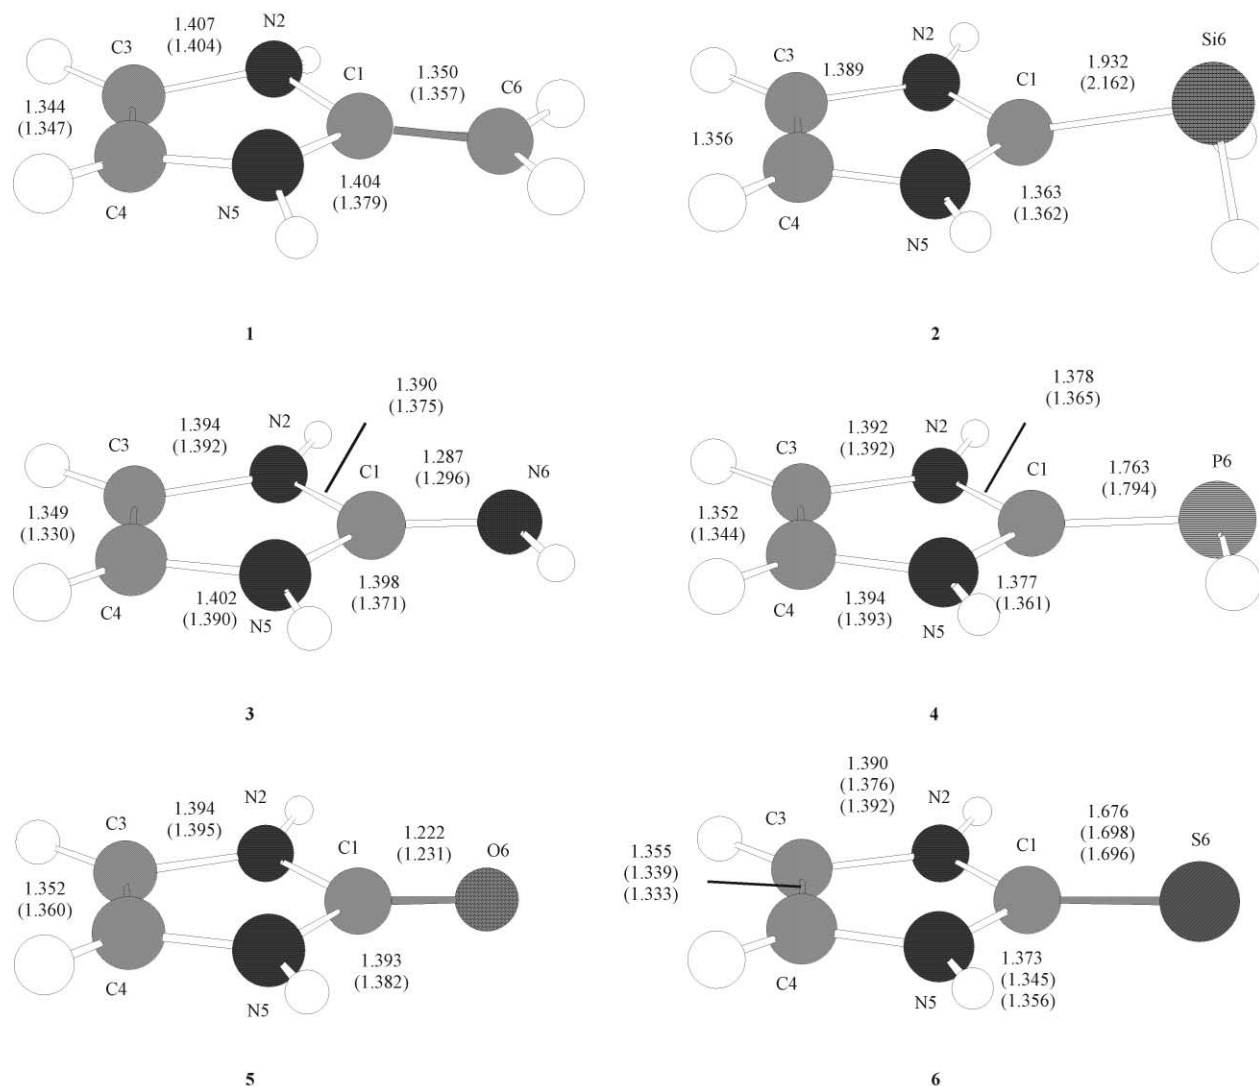 1.407
(1.404)
N2
C3
C1
1.350
(1.357)
C6
1.344
(1.347)
1.404
(1.379)
C4
N5
1
N2
C3
1.389
C1
1.932
(2.162)
Si6
1.356
1.363
(1.362)
C4
N5
2
1.390
(1.375)
1.394
(1.392)
N2
C3
C1
1.287
(1.296)
N6
1.349
(1.330)
1.398
(1.371)
C4
1.402
(1.390)
N5
3
1.378
(1.365)
1.392
(1.392)
N2
C3
C1
1.763
(1.794)
P6
1.352
(1.344)
1.377
(1.361)
C4
1.394
(1.393)
N5
4
1.394
(1.395)
N2
C3
C1
1.222
(1.231)
O6
1.352
(1.360)
1.393
(1.382)
C4
N5
5
1.390
(1.376)
(1.392)
N2
C3
C1
1.676
(1.698)
(1.696)
S6
1.355
(1.339)
(1.333)
1.373
(1.345)
(1.356)
C4
N5
6